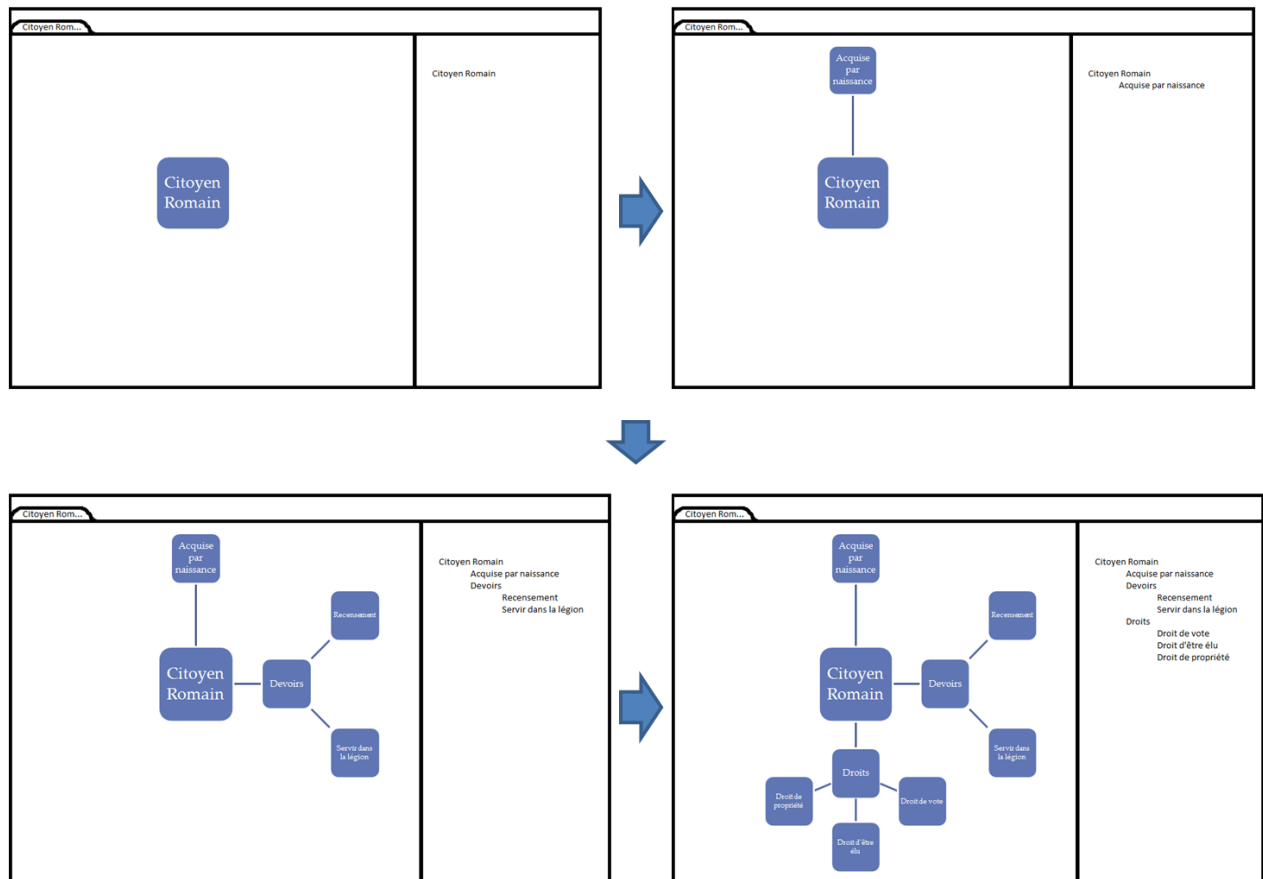 Citoyen Rom...
Citoyen
Romain
Citoyen Romain
Citoyen Rom...
Acquise
par
naissance
Citoyen
Romain
Citoyen Romain
Acquise par naissance
Citoyen Rom...
Acquise
par
naissance
Recensement
Citoyen
Romain
Devoirs
Servir dans
la légion
Citoyen Romain
Acquise par naissance
Devoirs
Recensement
Servir dans la légion
Citoyen Rom...
Acquise
par
naissance
Recensement
Citoyen
Romain
Devoirs
Servir dans
la légion
Droits
Droit de
propriété
Droit de vote
Droit d'être
élu
Citoyen Romain
Acquise par naissance
Devoirs
Recensement
Servir dans la légion
Droits
Droit de vote
Droit d'être élu
Droit de propriété